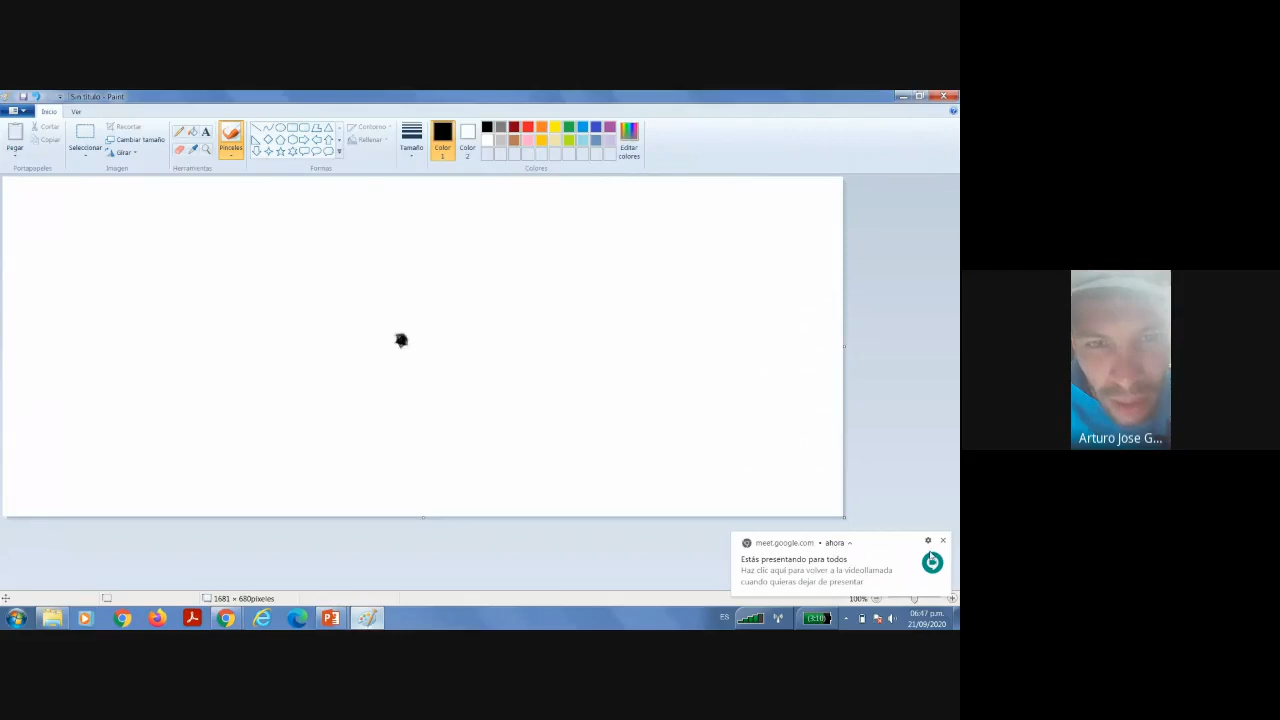 Sin título - Paint
Inicio Ver
Pegar
Cortar
Copiar
Portapapeles
Seleccionar
Recortar
Cambiar tamaño
Girar
Imagen
A
Herramientas
Pinceles
Contorno
Rellenar
Formas
Tamaño
Color
1
Color
2
Editar
colores
Colores
Arturo Jose G...
meet.google.com • ahora
Estás presentando para todos
Haz clic aquí para volver a la videollamada
cuando quieras dejar de presentar
1681 × 680píxeles
100%
ES
(3:10)
06:47 p.m.
21/09/2020